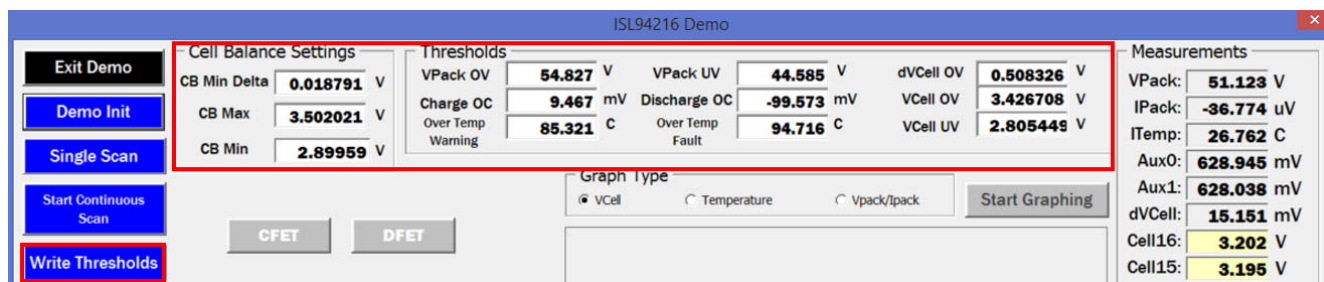 ISL94216 Demo
Exit Demo
Demo Init
Single Scan
Start Continuous
Scan
Write Thresholds
Cell Balance Settings
CB Min Delta 0.018791 V
CB Max 3.502021 V
CB Min 2.89959 V
CFET DFET
Thresholds
VPack OV 54.827 V VPack UV 44.585 V dVCell OV 0.508326 V
Charge OC 9.467 mV Discharge OC -99.573 mV VCell OV 3.426708 V
Over Temp
Warning 85.321 C Over Temp
Fault 94.716 C VCell UV 2.805449 V
Graph Type
VCell Temperature Vpack/Ipack Start Graphing
Measurements
VPack: 51.123 V
IPack: -36.774 uV
ITemp: 26.762 C
Aux0: 628.945 mV
Aux1: 628.038 mV
dVCell: 15.151 mV
Cell16: 3.202 V
Cell15: 3.195 V